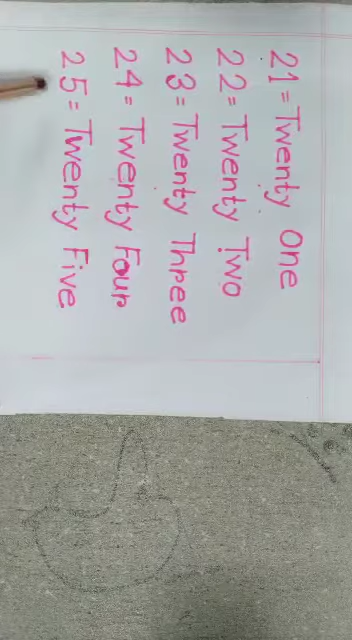 21 = Twenty One
22 = Twenty Two
23 = Twenty Three
24 = Twenty Four
25 = Twenty Five